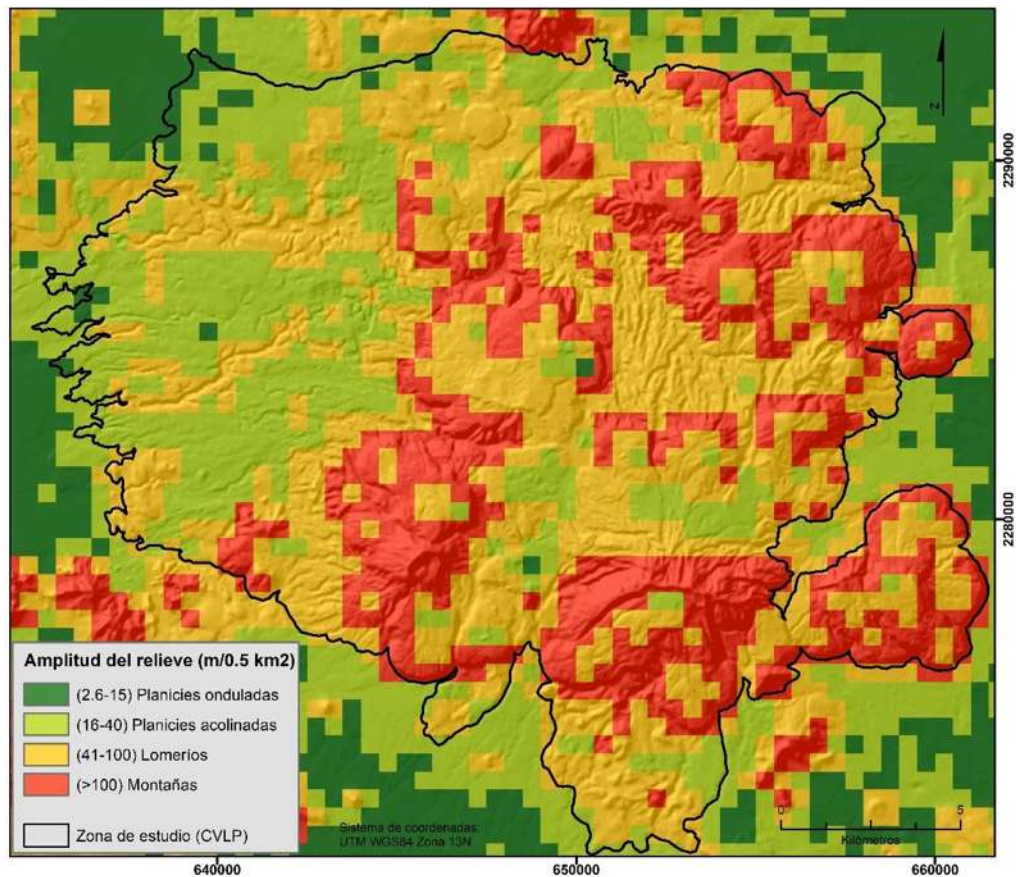 N
2290000
2280000
Amplitud del relieve (m/0.5 km2)
(2.6-15) Planicies onduladas
(16-40) Planicies acolinadas
(41-100) Lomeríos
(>100) Montañas
Zona de estudio (CVLP)
Sistema de coordenadas:
UTM WGS84 Zona 13N
0 5
Kilómetros
640000 650000 660000